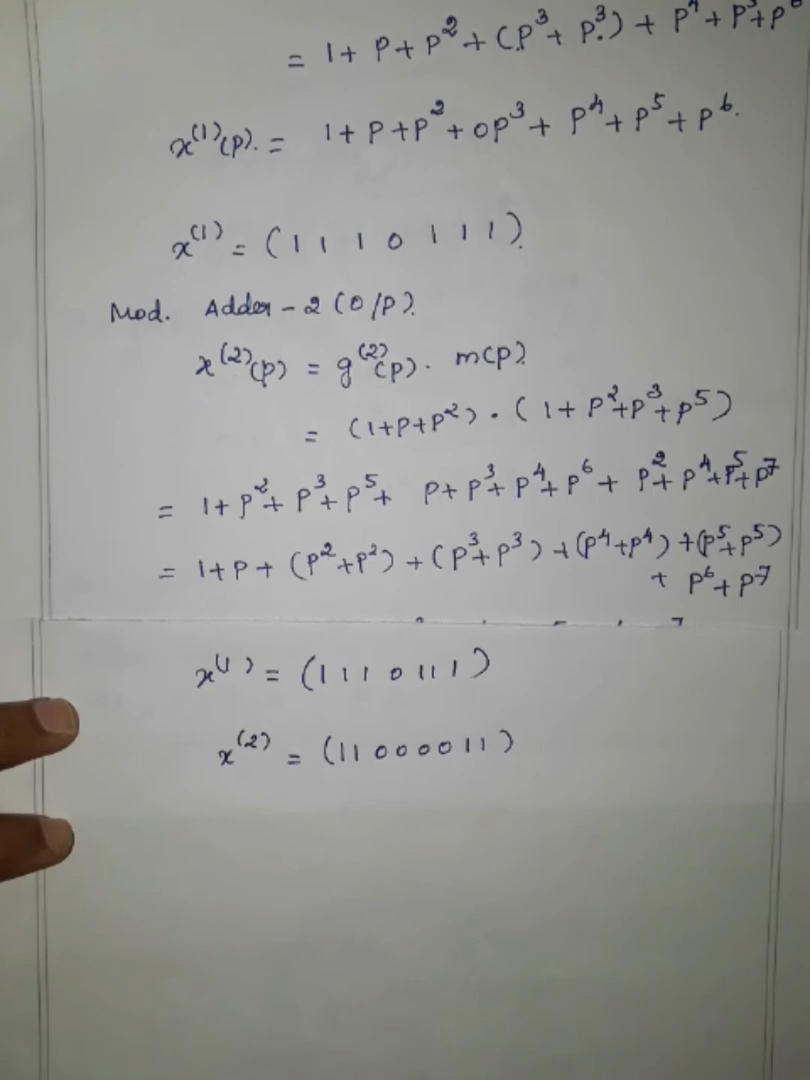 = 1 + P + P² + (P³ + P³) + P⁴ + P⁵ + P⁶
x⁽¹⁾(P). = 1 + P + P² + 0P³ + P⁴ + P⁵ + P⁶.
x⁽¹⁾ = (1 1 1 0 1 1 1).
Mod. Adder - 2 (O/P).
x⁽²⁾(P) = g⁽²⁾(P). m(P).
= (1+P+P²) . (1 + P² + P³ + P⁵)
= 1 + P² + P³ + P⁵ + P + P³ + P⁴ + P⁶ + P² + P⁴ + P⁵ + P⁷
= 1 + P + (P² + P²) + (P³ + P³) + (P⁴ + P⁴) + (P⁵ + P⁵)
+ P⁶ + P⁷
x⁽¹⁾ = (1 1 1 0 1 1 1)
x⁽²⁾ = (1 1 0 0 0 0 1 1)